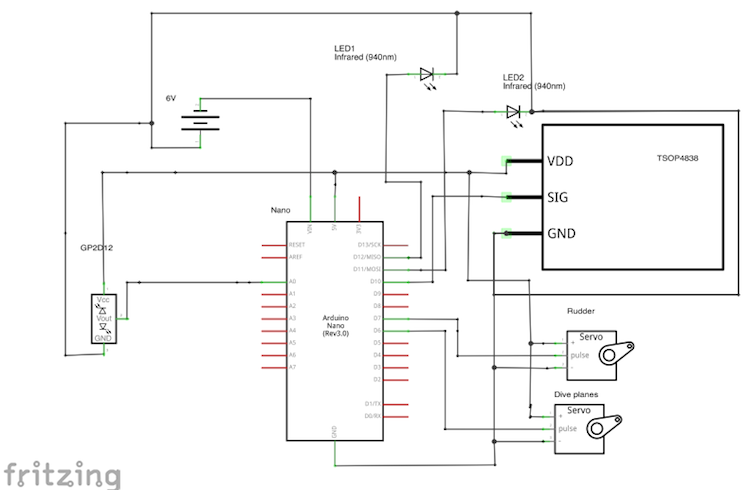 LED1
Infrared (940nm)
LED2
Infrared (940nm)
6V
VDD
TSOP4838
SIG
GND
Nano
VIN
5V
3V3
GP2D12
RESET
AREF
A0
A1
A2
A3
A4
A5
A6
A7
Arduino
Nano
(Rev3.0)
D13/SCK
D12/MISO
D11/MOSI
D10
D9
D8
D7
D6
D5
D4
D3
D2
D1/TX
D0/RX
GND
Vcc
Vout
GND
Rudder
Servo
+
pulse
-
Dive planes
Servo
+
pulse
-
fritzing